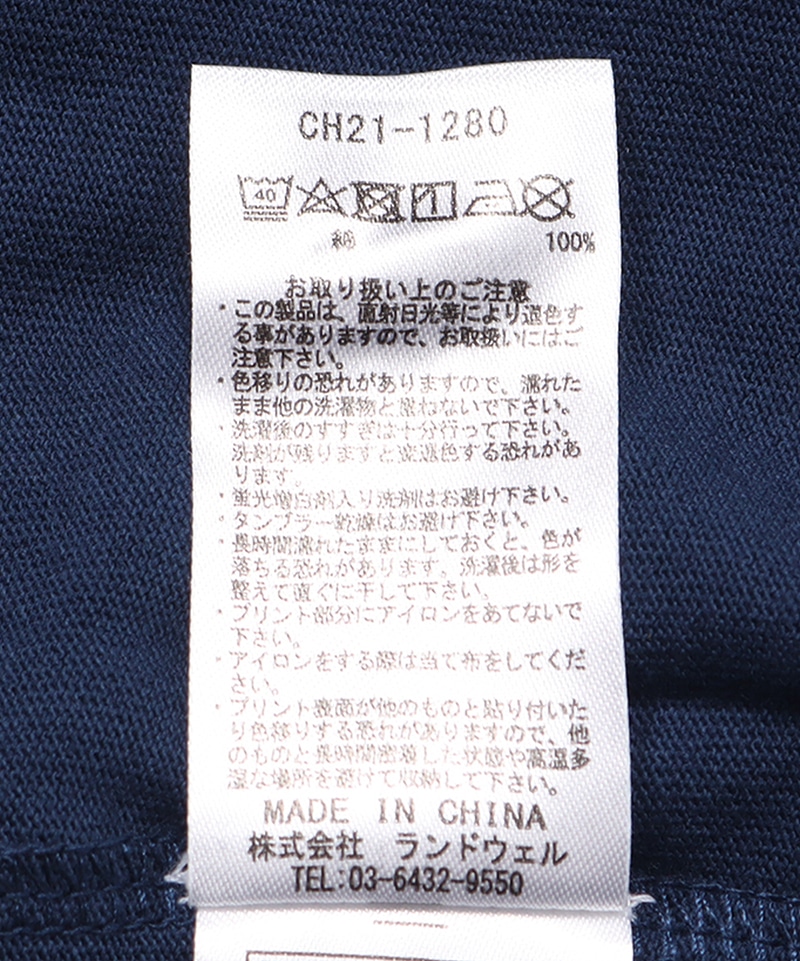 CH21-1280
40
綿 100%
お取り扱い上のご注意
・この製品は、直射日光等により退色す
る事がありますので、お取扱いにはご
注意下さい。
・色移りの恐れがありますので、濡れた
まま他の洗濯物と重ねないで下さい。
・洗濯後のすすぎは十分行って下さい。
洗剤が残りますと変退色する恐れがあ
ります。
・蛍光増白剤入り洗剤はお避け下さい。
・タンブラー乾燥はお避け下さい。
・長時間濡れたままにしておくと、色が
落ちる恐れがあります。洗濯後は形を
整えて直ぐに干して下さい。
・プリント部分にアイロンをあてないで
下さい。
・アイロンをする際は当て布をしてくだ
さい。
・プリント表面が他のものと貼り付いた
り色移りする恐れがありますので、他
のものと長時間密着した状態や高温多
湿な場所を避けて収納して下さい。
MADE IN CHINA
株式会社 ランドウェル
TEL:03-6432-9550